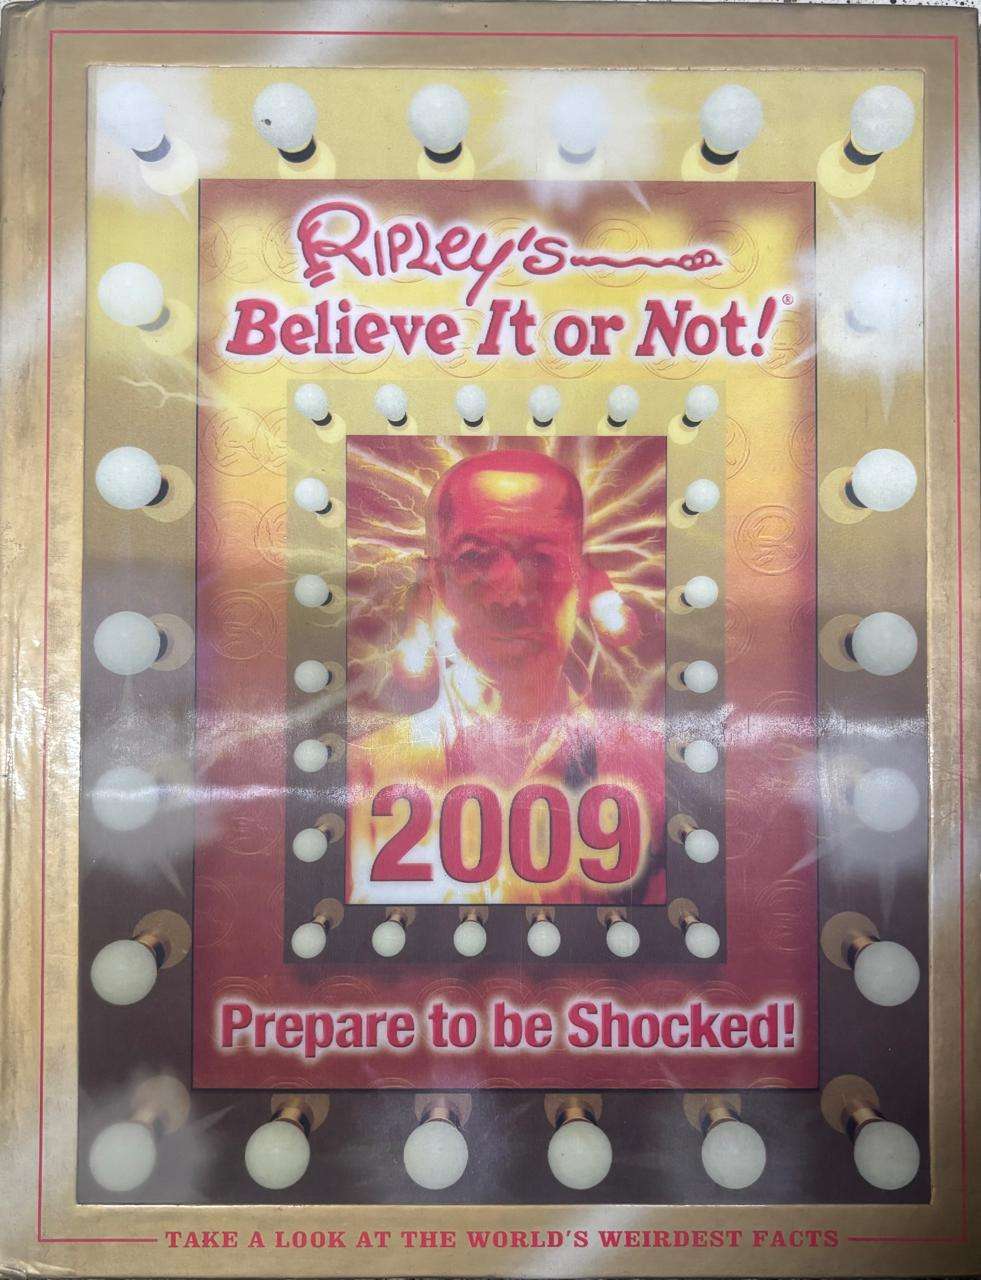 RIPLEY's
Believe It or Not!®
2009
Prepare to be Shocked!
TAKE A LOOK AT THE WORLD'S WEIRDEST FACTS